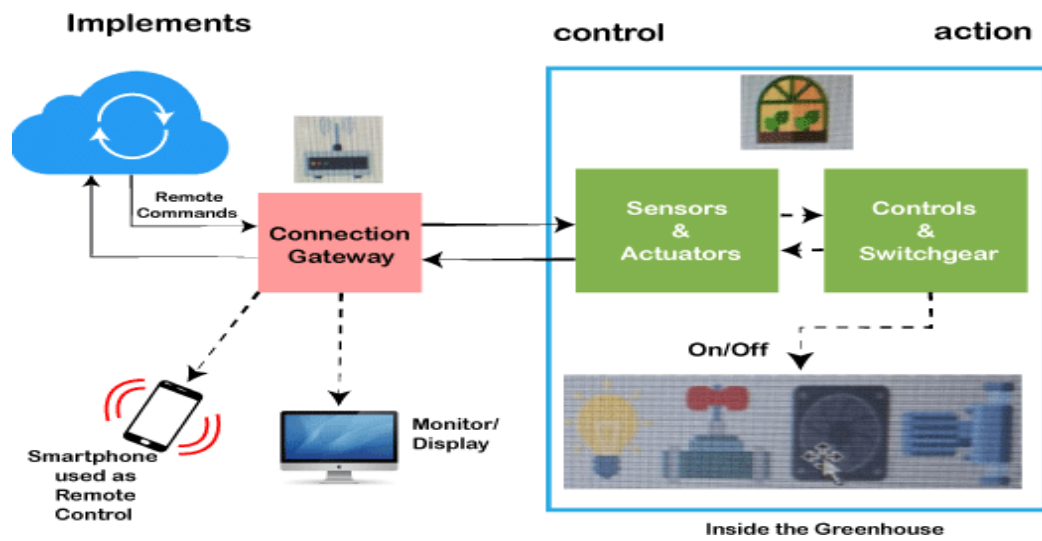 Implements
control
action
Remote
Commands
Connection
Gateway
Sensors
&
Actuators
Controls
&
Switchgear
On/Off
Smartphone
used as
Remote
Control
Monitor/
Display
Inside the Greenhouse